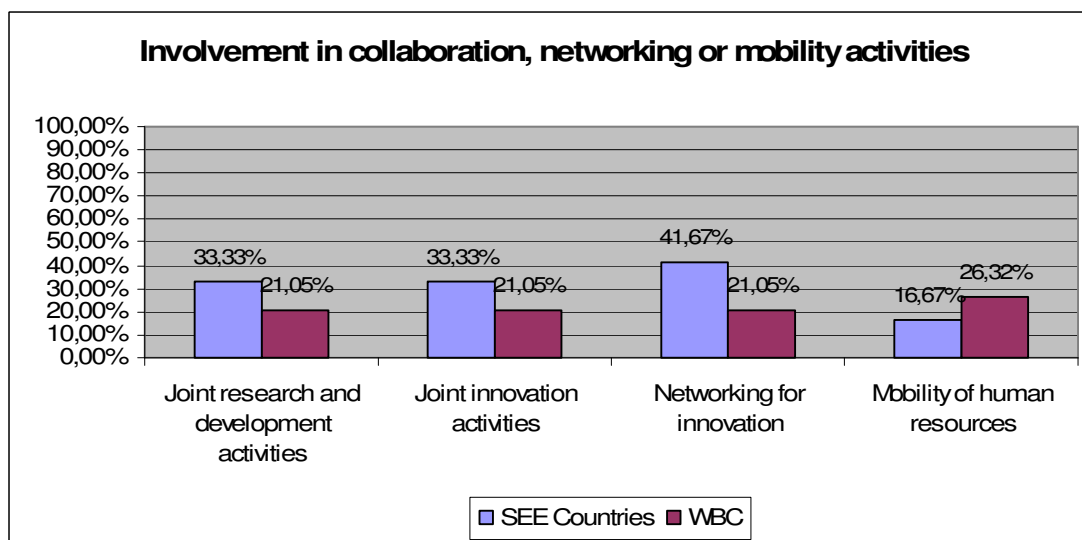 Involvement in collaboration, networking or mobility activities
100,00%
90,00%
80,00%
70,00%
60,00%
50,00%
40,00%
30,00%
20,00%
10,00%
0,00%
33,33%
21,05%
33,33%
21,05%
41,67%
21,05%
16,67%
26,32%
Joint research and
development
activities
Joint innovation
activities
Networking for
innovation
Mobility of human
resources
SEE Countries
WBC